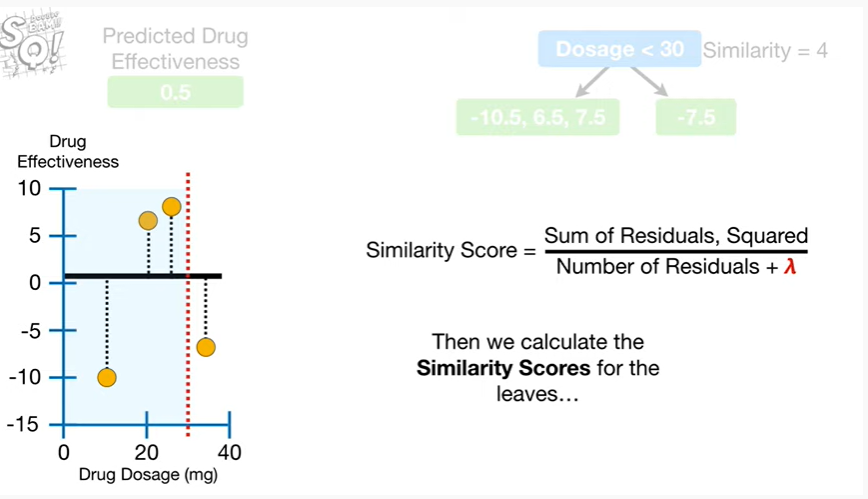 SQ!
BAM!!
Predicted Drug
Effectiveness
0.5
Dosage < 30
Similarity = 4
-10.5, 6.5, 7.5
-7.5
Drug
Effectiveness
10
5
0
-5
-10
-15
0
20
40
Drug Dosage (mg)
Similarity Score =
Sum of Residuals, Squared
Number of Residuals + λ
Then we calculate the
Similarity Scores for the
leaves…